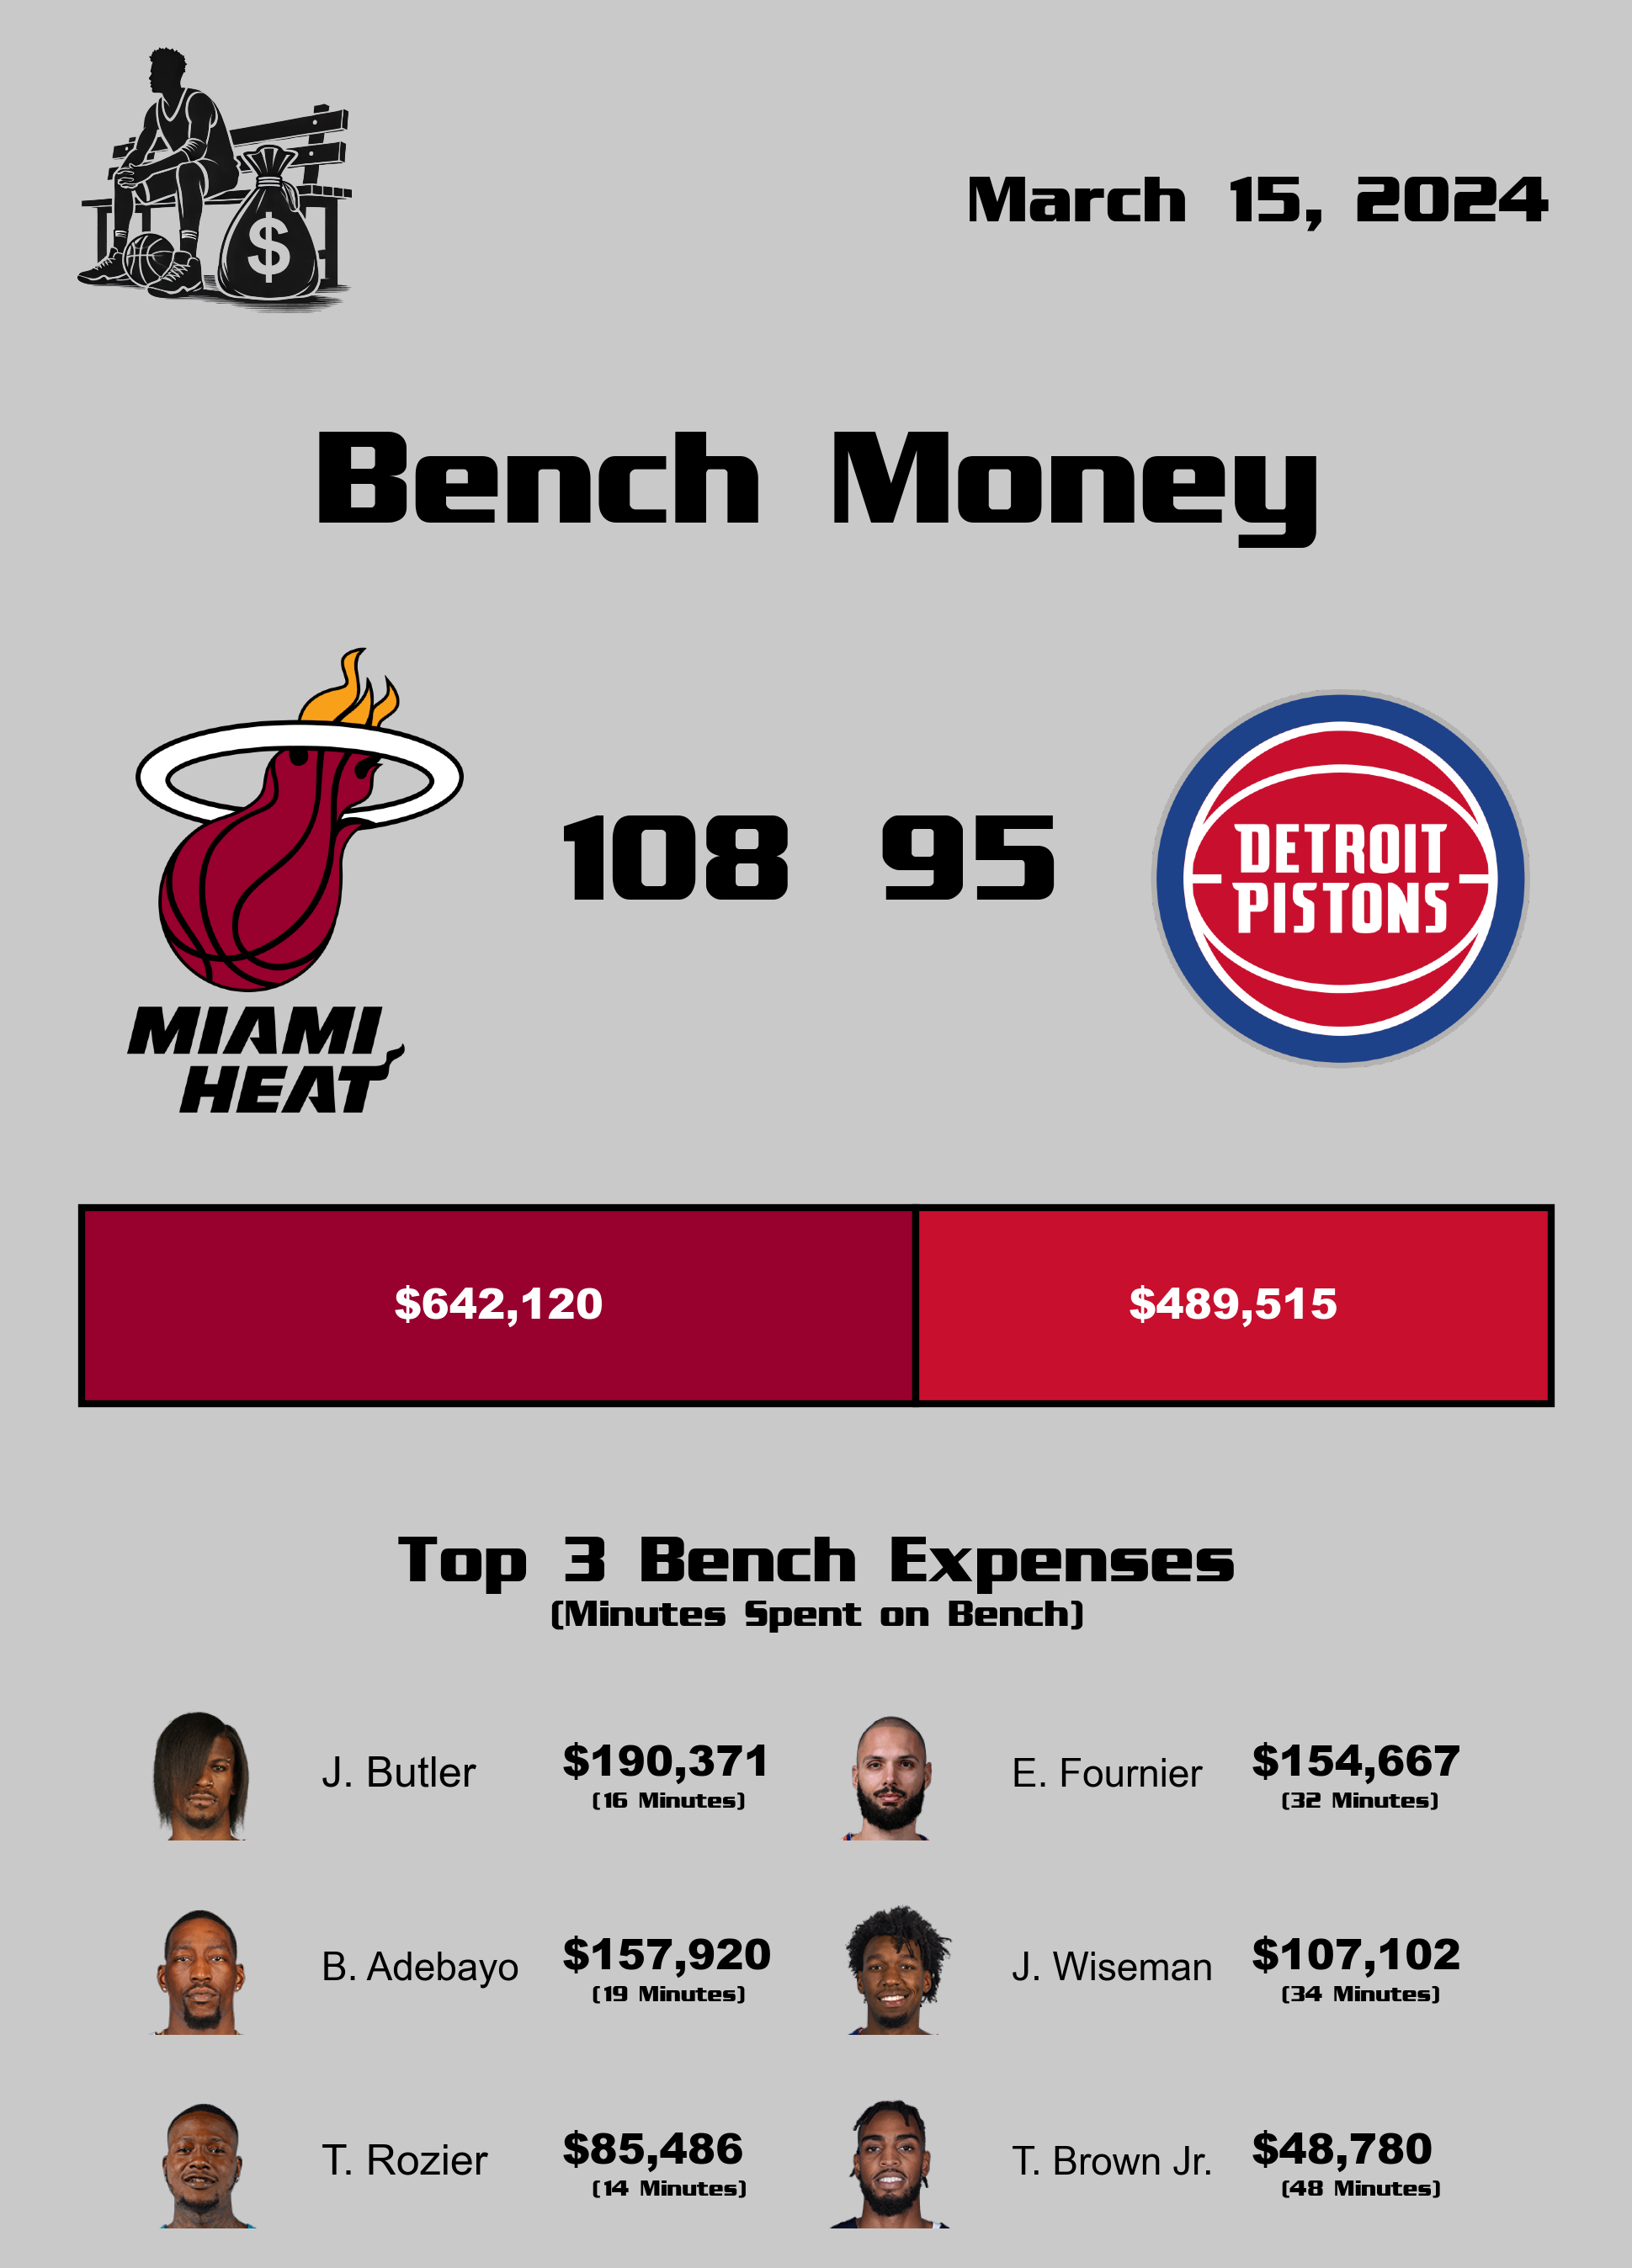 $
March 15, 2024
Bench Money
MIAMI
HEAT
108 95
DETROIT
PISTONS
$642,120 $489,515
Top 3 Bench Expenses
(Minutes Spent on Bench)
J. Butler $190,371
(16 Minutes)
E. Fournier $154,667
(32 Minutes)
B. Adebayo $157,920
(19 Minutes)
J. Wiseman $107,102
(34 Minutes)
T. Rozier $85,486
(14 Minutes)
T. Brown Jr. $48,780
(48 Minutes)